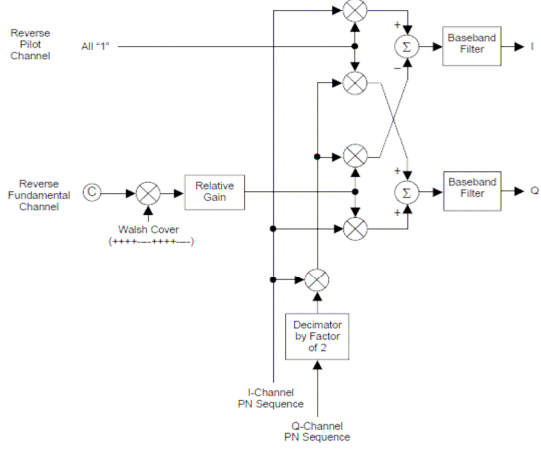 Reverse
Pilot
Channel
All “1”
+
Σ
−
Baseband
Filter
I
Reverse
Fundamental
Channel
C
Relative
Gain
+
Σ
+
Baseband
Filter
Q
Walsh Cover
(++++----++++----)
Decimator
by Factor
of 2
I-Channel
PN Sequence
Q-Channel
PN Sequence